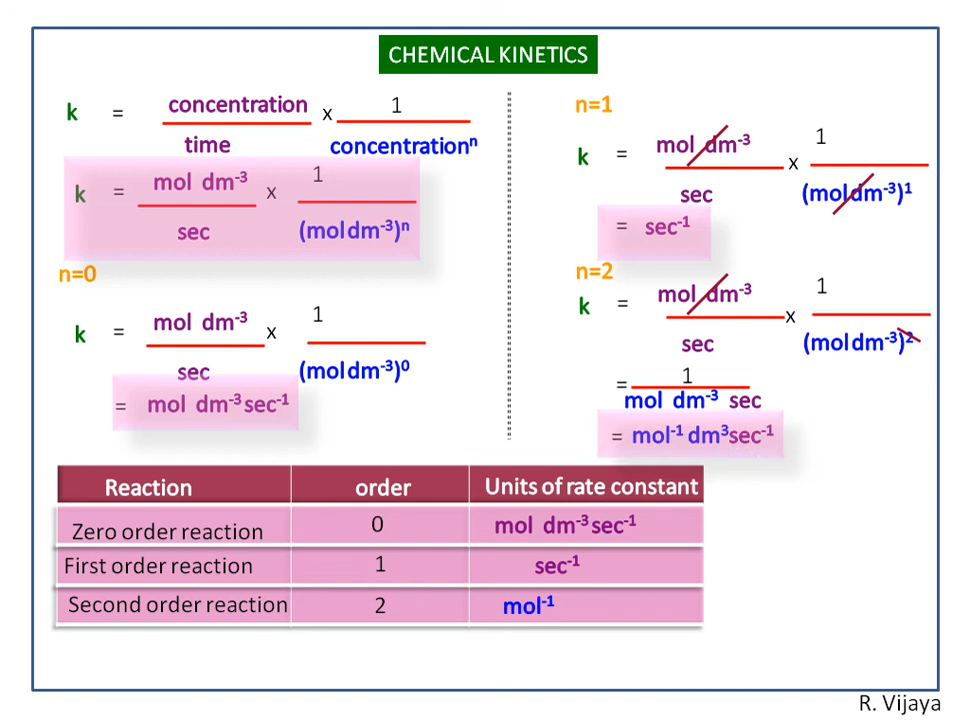 CHEMICAL KINETICS
k = concentration / time x 1 / concentrationⁿ
k = mol dm⁻³ / sec x 1 / (mol dm⁻³)ⁿ
n=0
k = mol dm⁻³ / sec x 1 / (mol dm⁻³)⁰
= mol dm⁻³ sec⁻¹
n=1
k = mol dm⁻³ / sec x 1 / (mol dm⁻³)¹
= sec⁻¹
n=2
k = mol dm⁻³ / sec x 1 / (mol dm⁻³)²
= 1 / mol dm⁻³ sec
= mol⁻¹ dm³ sec⁻¹
Reaction order Units of rate constant
Zero order reaction 0 mol dm⁻³ sec⁻¹
First order reaction 1 sec⁻¹
Second order reaction 2 mol⁻¹
R. Vijaya